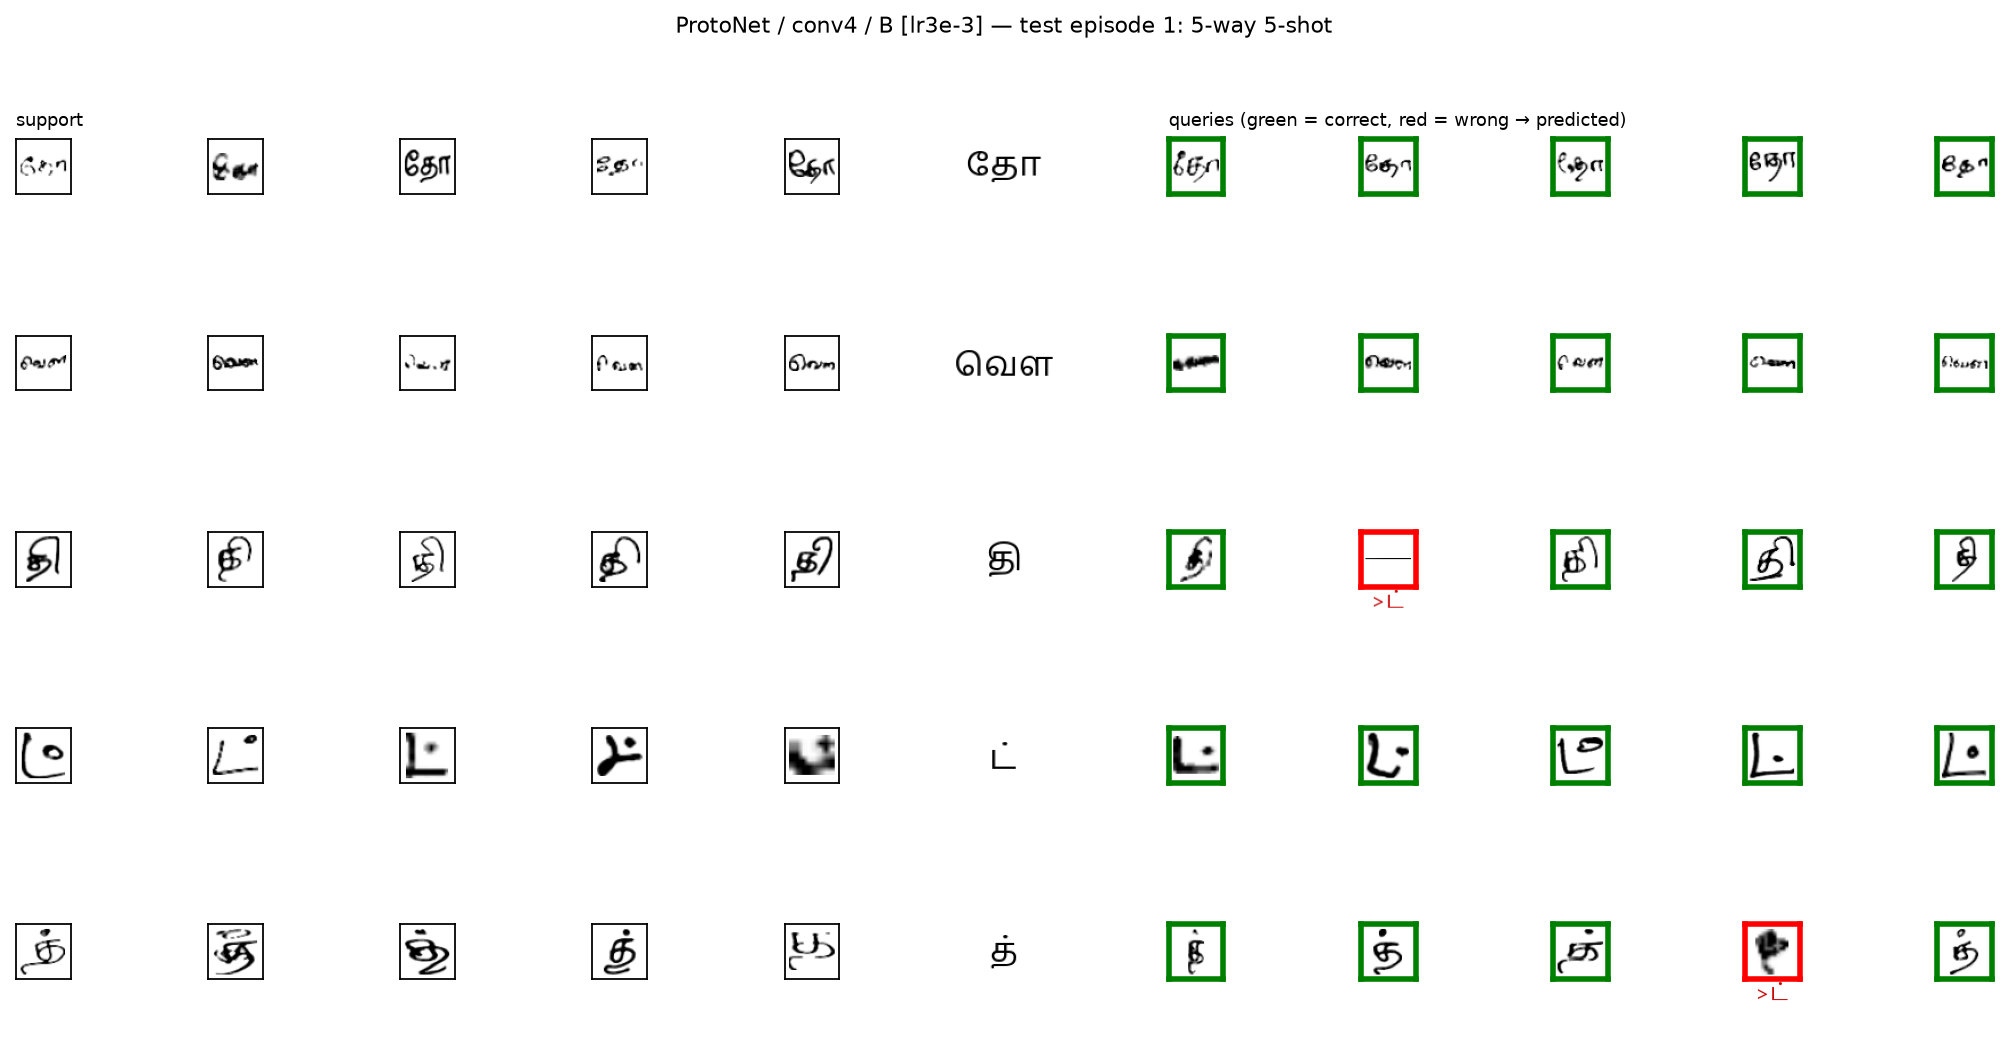 ProtoNet / conv4 / B [lr3e-3] — test episode 1: 5-way 5-shot
support
queries (green = correct, red = wrong → predicted)
தோ தோ தோ தோ தோ தோ தோ தோ தோ
வௌ வௌ வௌ வௌ வௌ வௌ வௌ வௌ வௌ
தி தி தி தி தி தி தி தி தி தி
>ட்
ட் ட் ட் ட் ட் ட் ட் ட் ட் ட்
த் த் த் த் த் த் த் த் த்
>ட்